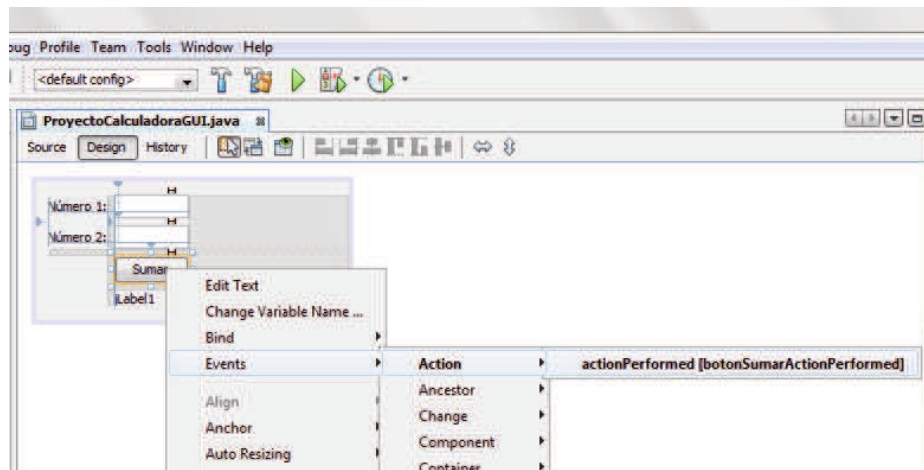 bug Profile Team Tools Window Help
<default config>
ProyectoCalculadoraGUI.java
Source Design History
Número 1:
Número 2:
Sumar
jLabel1
Edit Text
Change Variable Name ...
Bind
Events
Action
actionPerformed [botonSumarActionPerformed]
Ancestor
Align
Change
Anchor
Component
Auto Resizing
Container